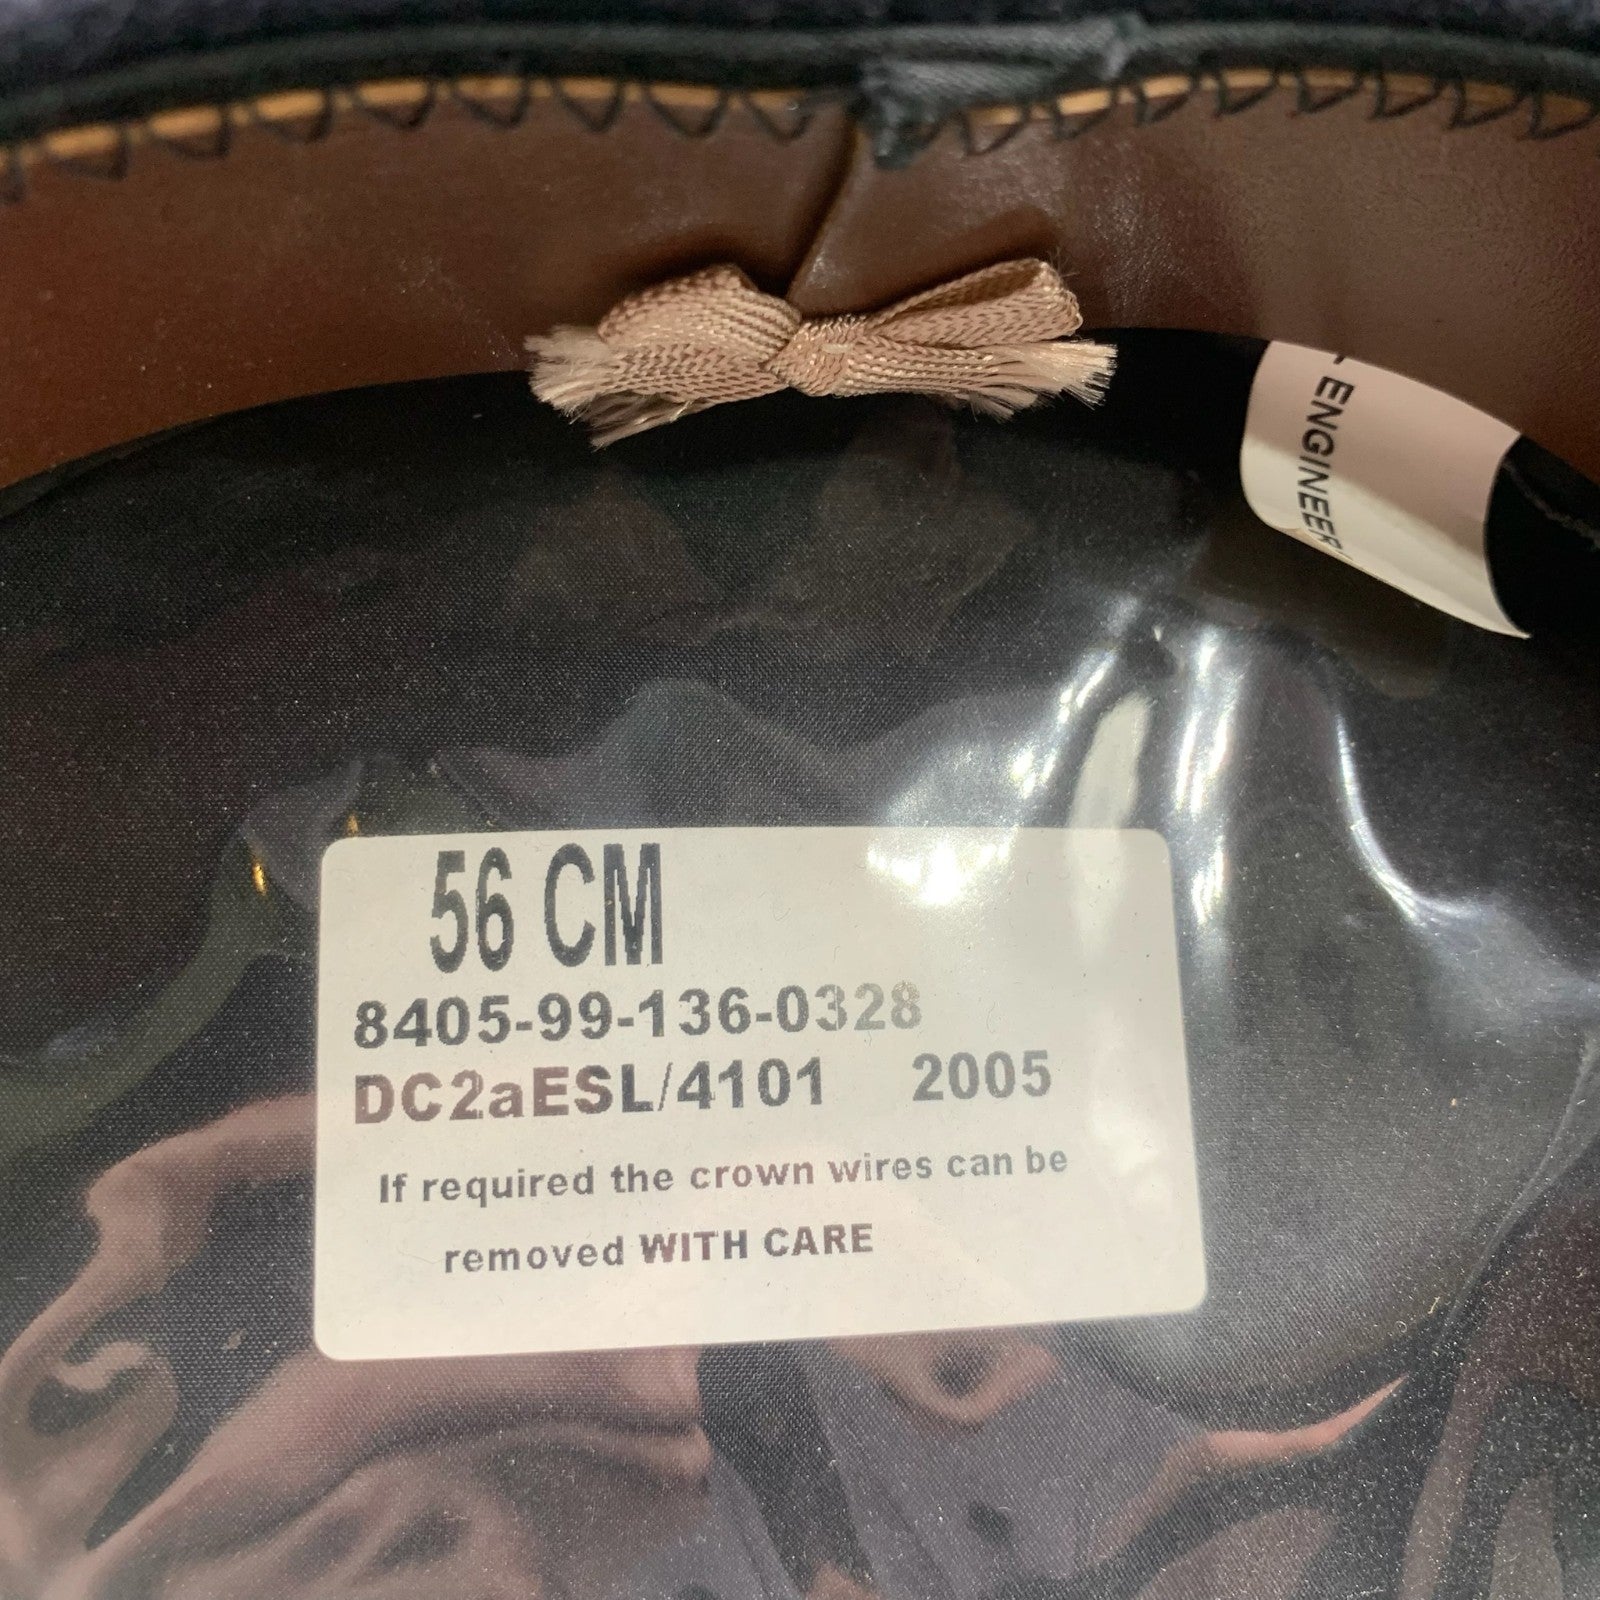 - ENGINEER
56 CM
8405-99-136-0328
DC2aESL/4101 2005
If required the crown wires can be
removed WITH CARE